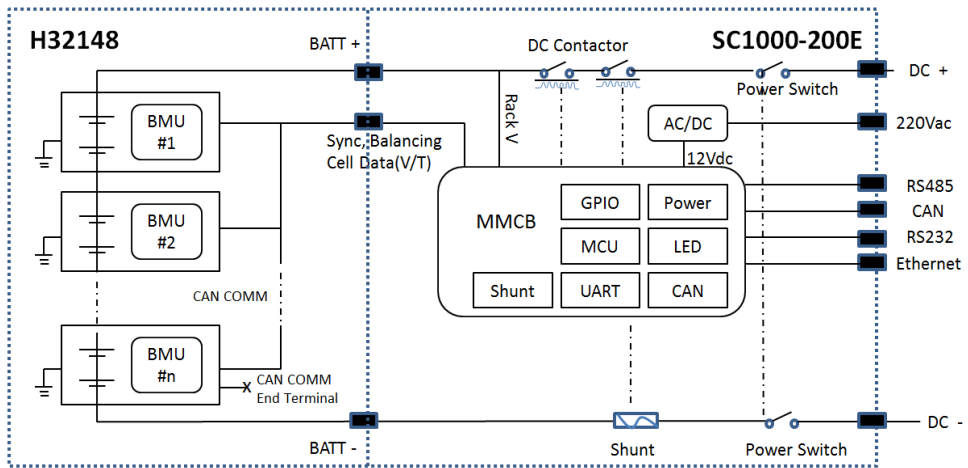 H32148
BATT +
DC Contactor
SC1000-200E
DC +
Power Switch
BMU
#1
Rack V
AC/DC
220Vac
Sync, Balancing
Cell Data(V/T)
12Vdc
RS485
CAN
RS232
Ethernet
MMCB
GPIO
Power
MCU
LED
Shunt
UART
CAN
BMU
#2
CAN COMM
BMU
#n
X CAN COMM
End Terminal
BATT -
Shunt
Power Switch
DC -